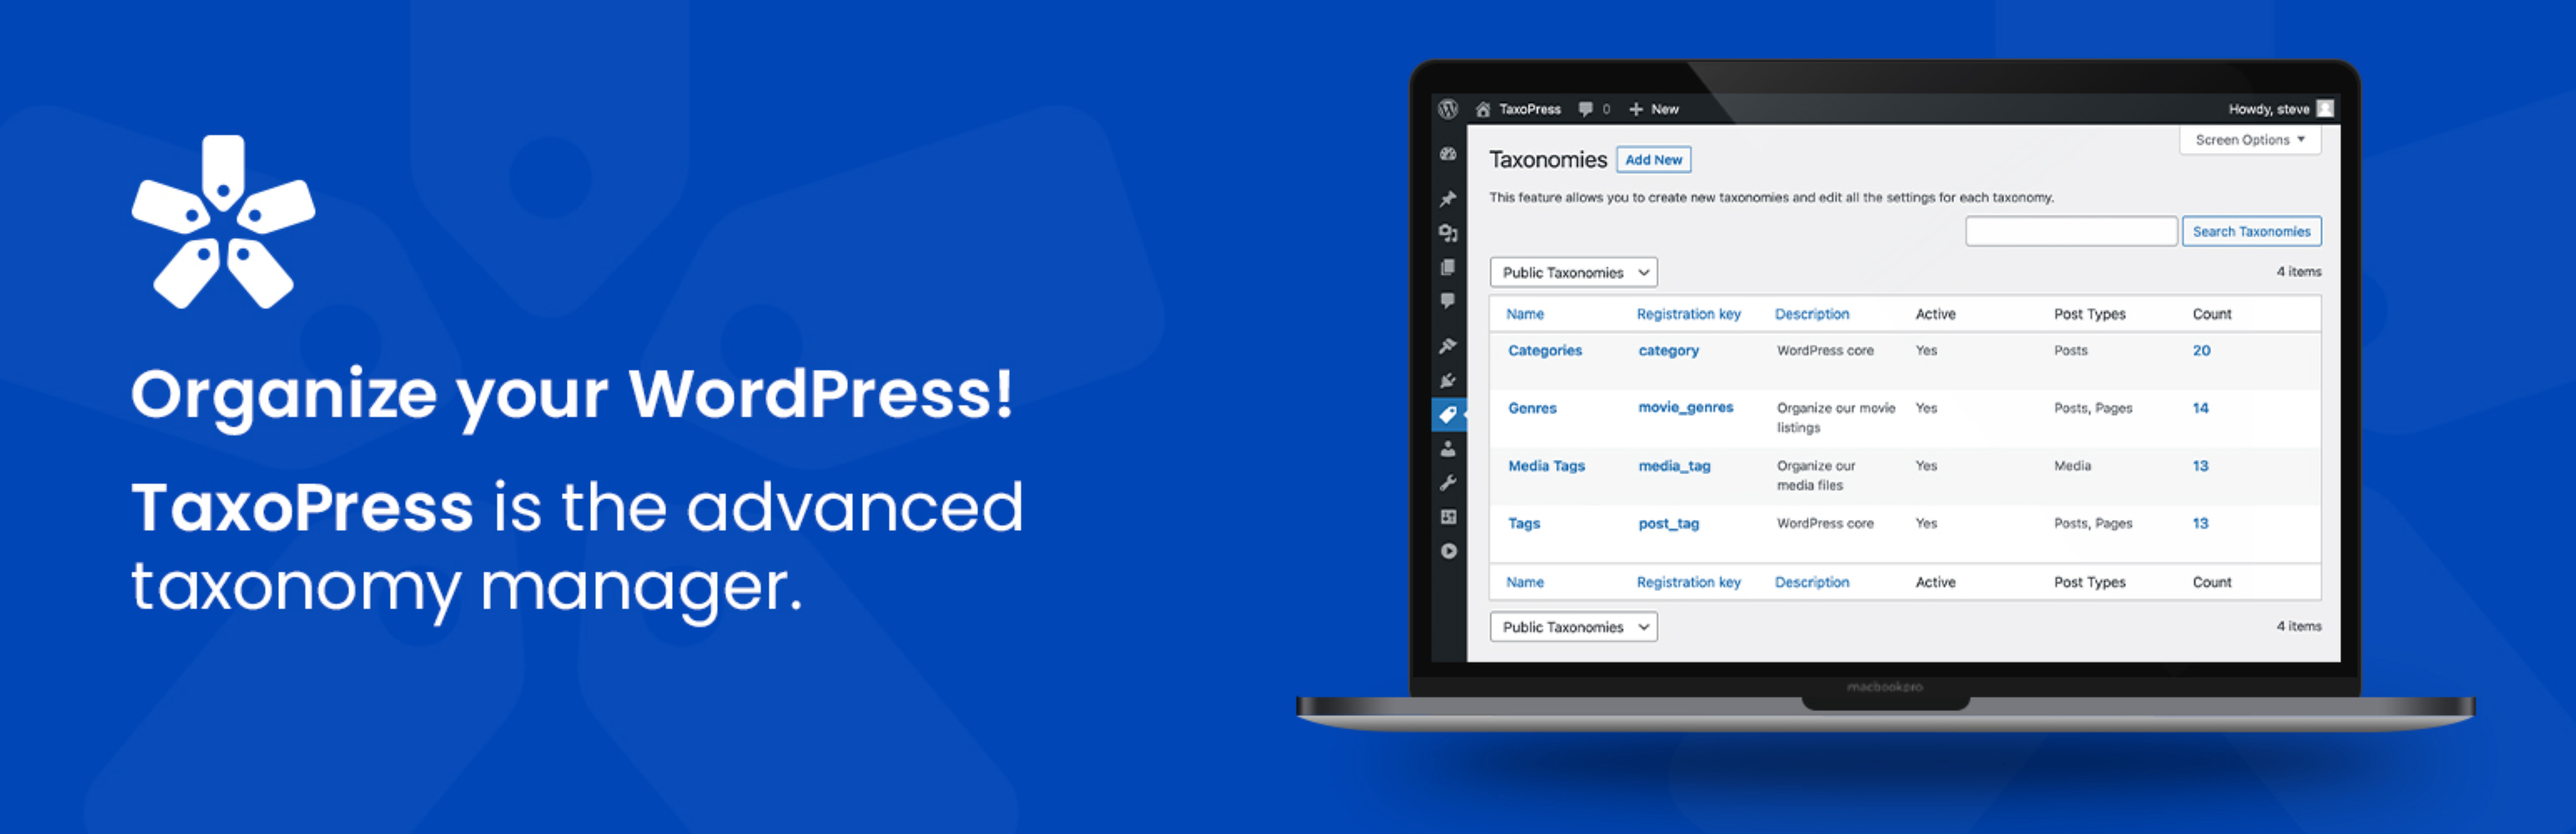 Organize your WordPress!
TaxoPress is the advanced
taxonomy manager.
TaxoPress 0 New Howdy, steve
Screen Options
Taxonomies Add New
This feature allows you to create new taxonomies and edit all the settings for each taxonomy.
Search Taxonomies
Public Taxonomies 4 items
Name Registration key Description Active Post Types Count
Categories category WordPress core Yes Posts 20
Genres movie_genres Organize our movie Yes Posts, Pages 14
listings
Media Tags media_tag Organize our Yes Media 13
media files
Tags post_tag WordPress core Yes Posts, Pages 13
Name Registration key Description Active Post Types Count
Public Taxonomies 4 items
macbookpro